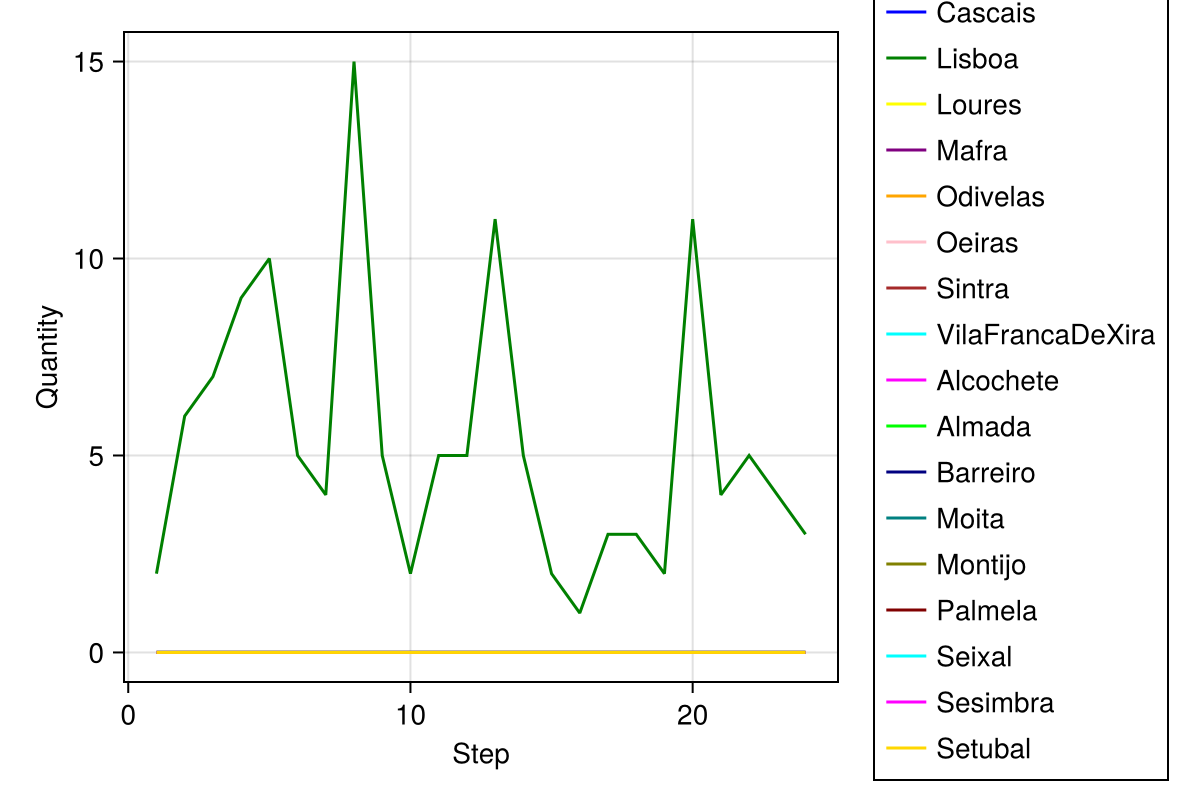 15
10
5
0
Quantity
0
10
20
Step
Cascais
Lisboa
Loures
Mafra
Odivelas
Oeiras
Sintra
VilaFrancaDeXira
Alcochete
Almada
Barreiro
Moita
Montijo
Palmela
Seixal
Sesimbra
Setubal